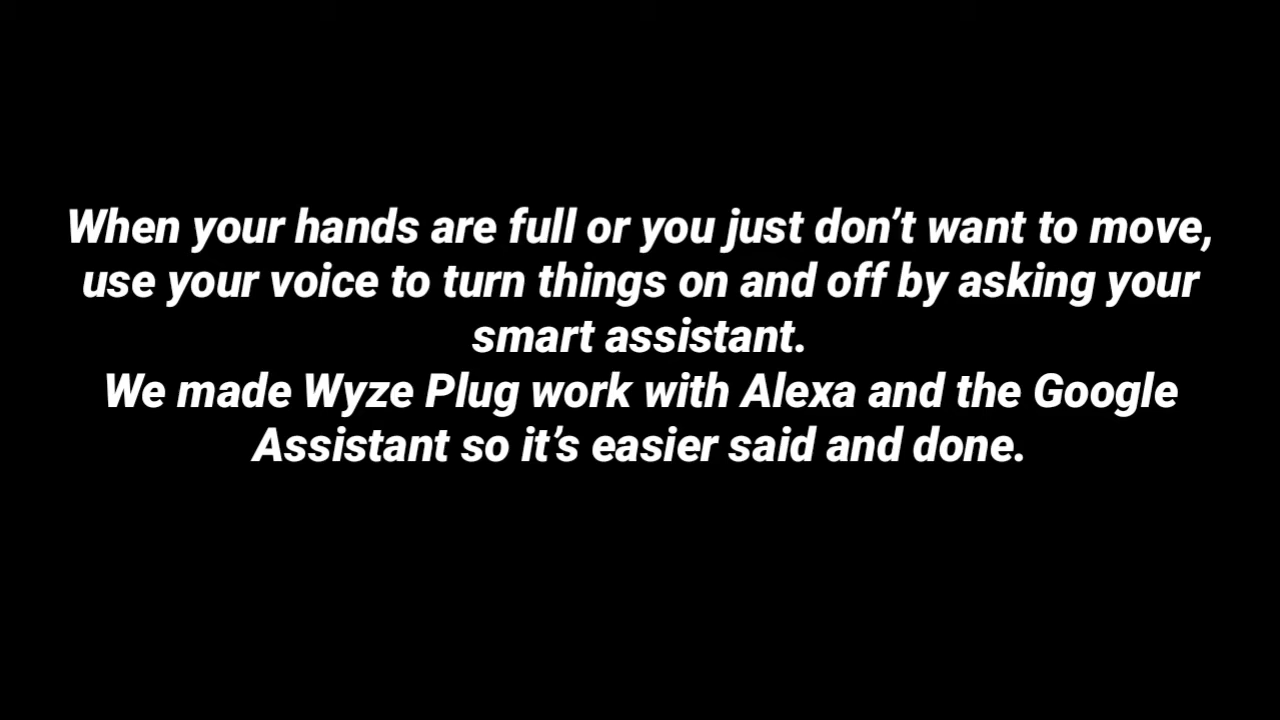 When your hands are full or you just don’t want to move,
use your voice to turn things on and off by asking your
smart assistant.
We made Wyze Plug work with Alexa and the Google
Assistant so it’s easier said and done.